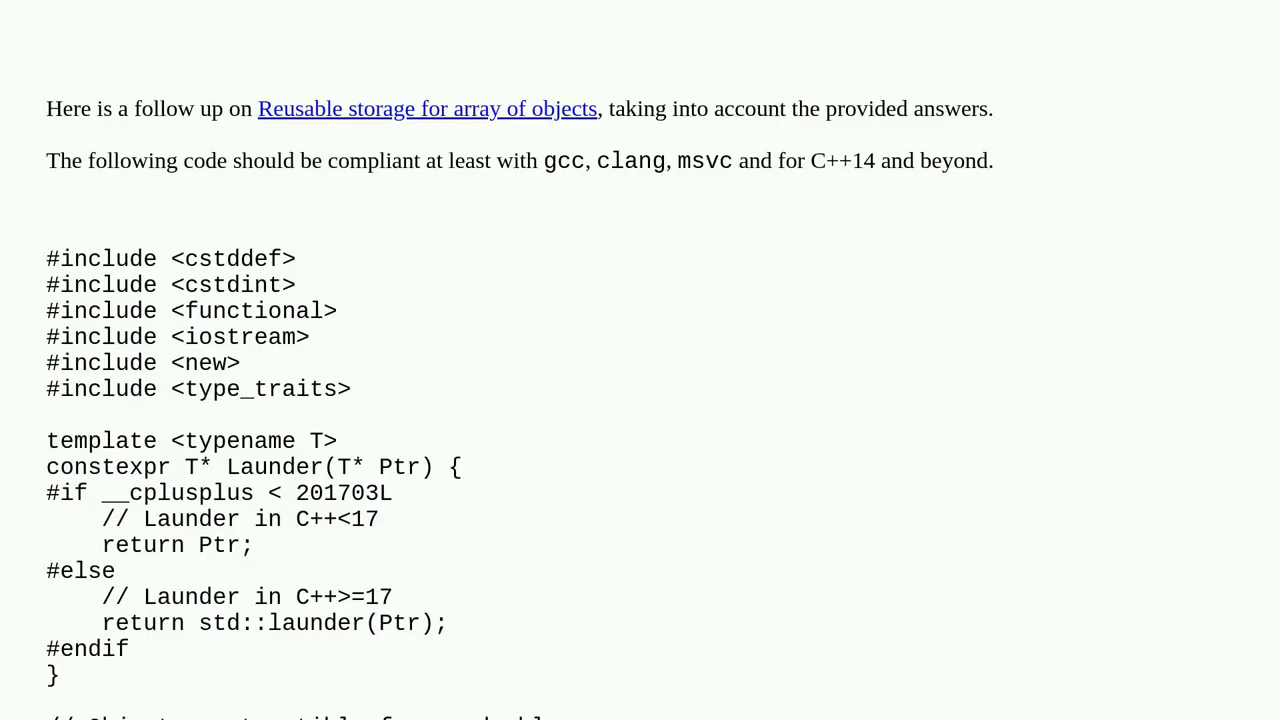 Here is a follow up on Reusable storage for array of objects, taking into account the provided answers.
The following code should be compliant at least with gcc, clang, msvc and for C++14 and beyond.
#include <cstddef>
#include <cstdint>
#include <functional>
#include <iostream>
#include <new>
#include <type_traits>
template <typename T>
constexpr T* Launder(T* Ptr) {
#if __cplusplus < 201703L
    // Launder in C++<17
    return Ptr;
#else
    // Launder in C++>=17
    return std::launder(Ptr);
#endif
}